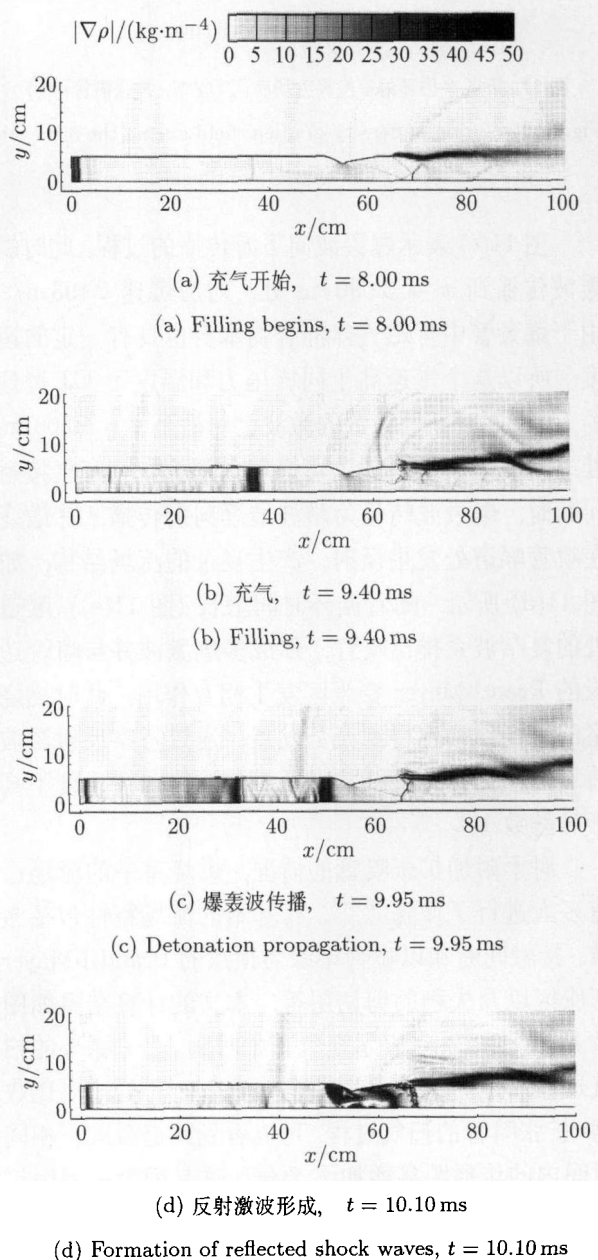 |∇ρ|/(kg·m⁻⁴)
0 5 10 15 20 25 30 35 40 45 50
20
10
0
y/cm
0 20 40 60 80 100
x/cm
(a) 充气开始, t = 8.00 ms
(a) Filling begins, t = 8.00 ms
20
10
0
y/cm
0 20 40 60 80 100
x/cm
(b) 充气, t = 9.40 ms
(b) Filling, t = 9.40 ms
20
10
0
y/cm
0 20 40 60 80 100
x/cm
(c) 爆轰波传播, t = 9.95 ms
(c) Detonation propagation, t = 9.95 ms
20
10
0
y/cm
0 20 40 60 80 100
x/cm
(d) 反射激波形成, t = 10.10 ms
(d) Formation of reflected shock waves, t = 10.10 ms